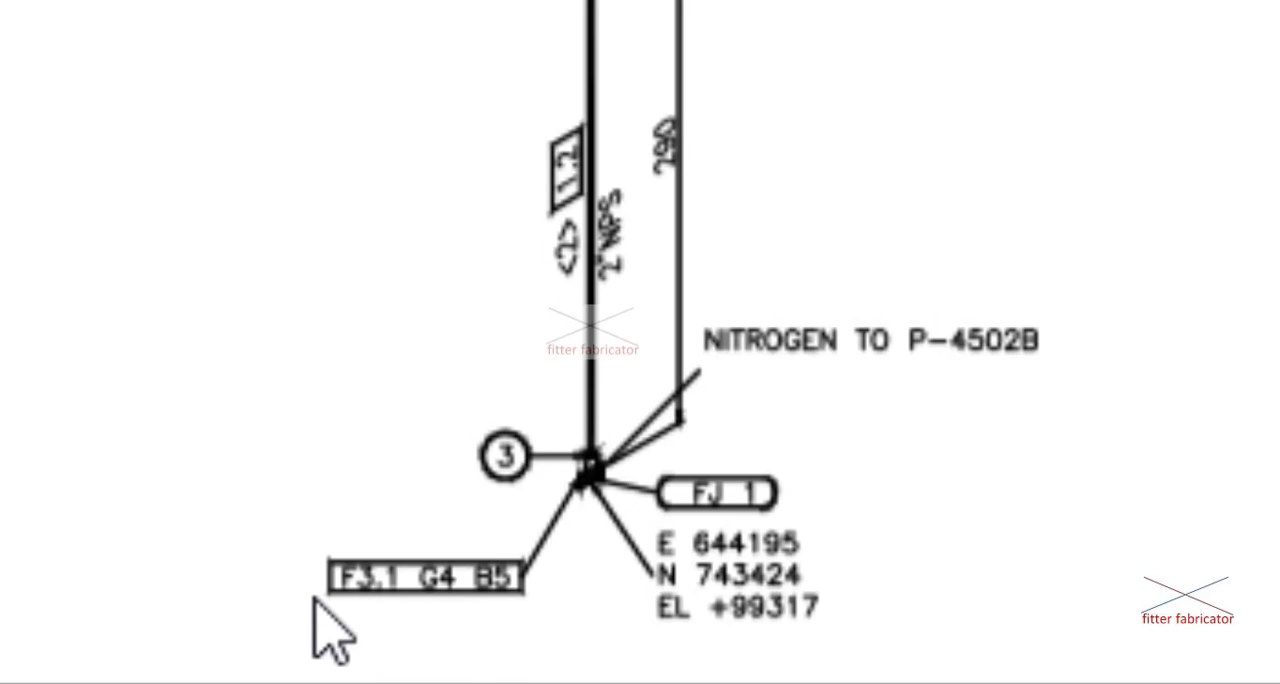 1.2
290
<2>
2"NPS
fitter fabricator
NITROGEN TO P-4502B
3
FJ 1
E 644195
N 743424
EL +99317
F3.1 G4 B5
fitter fabricator